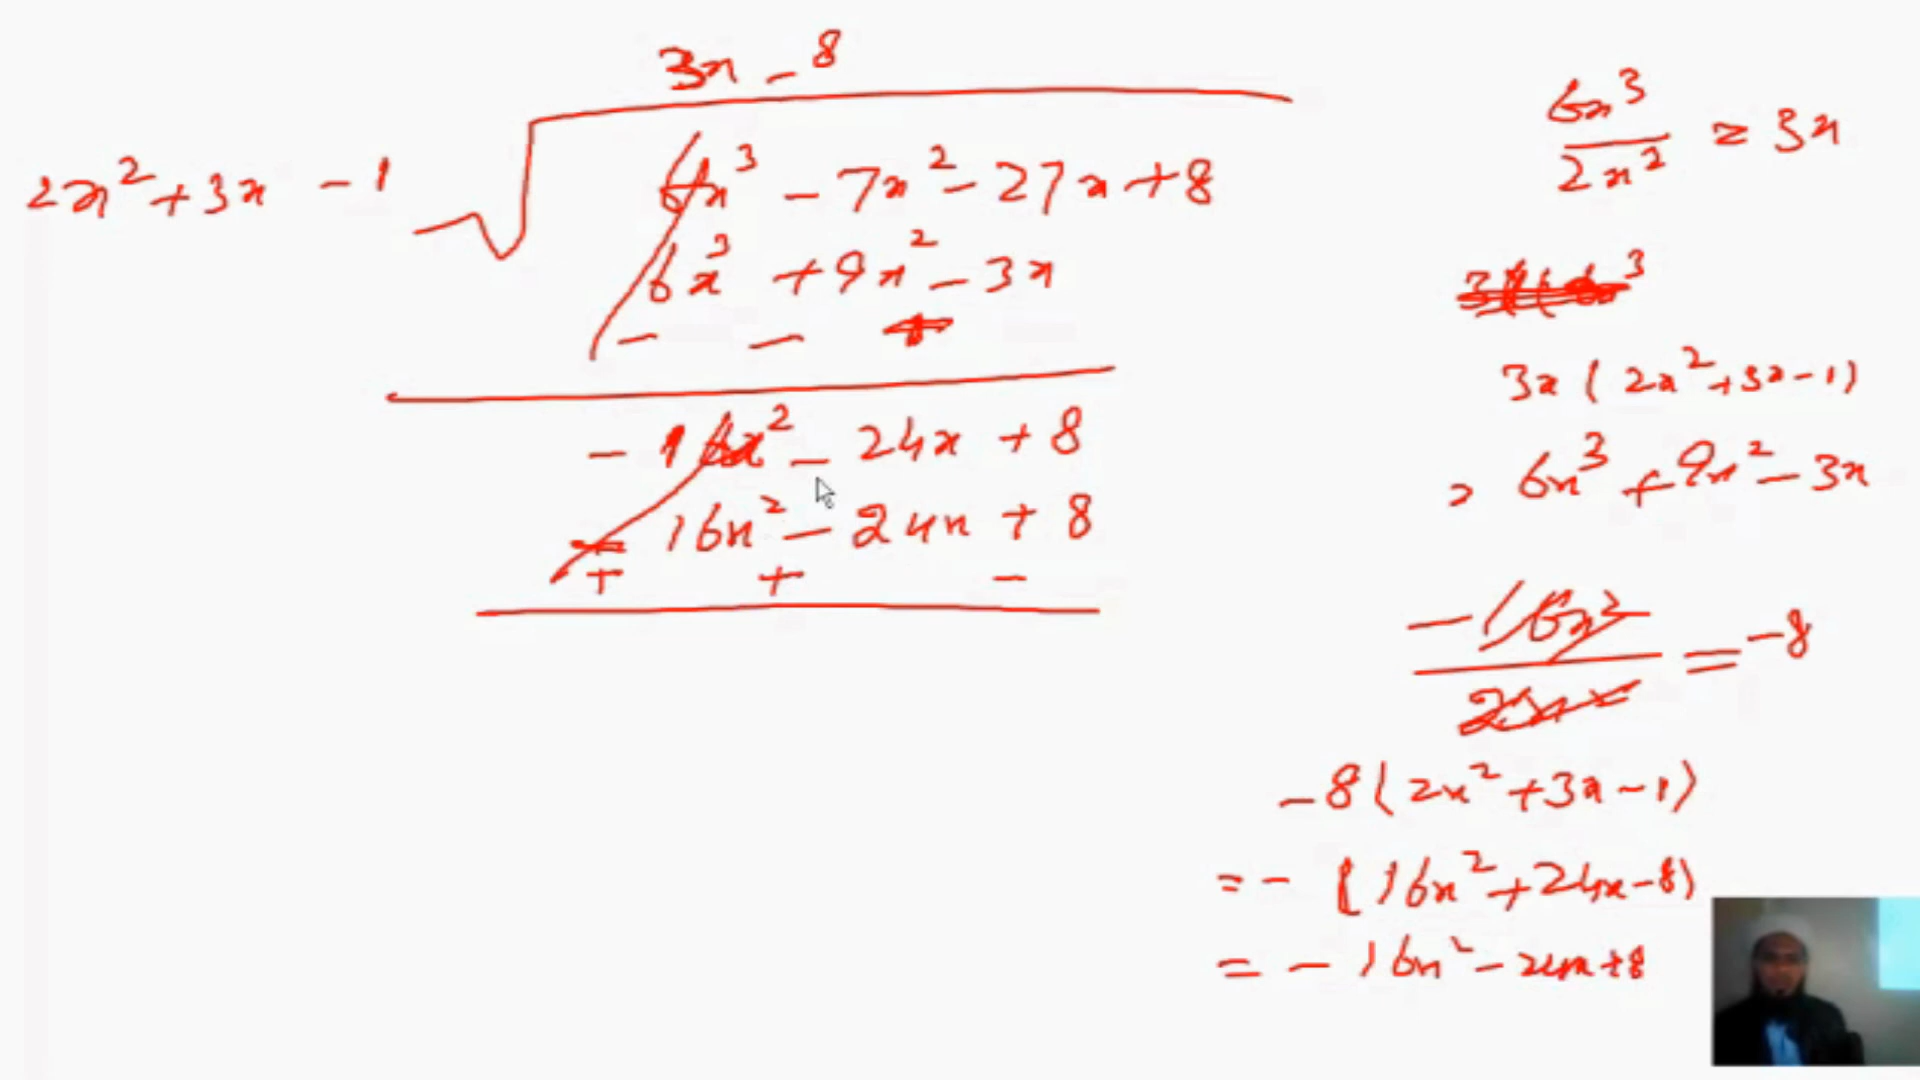 3x - 8
2x² + 3x - 1
6x³ - 7x² - 27x + 8
6x³ + 9x² - 3x
- - +
- 16x² - 24x + 8
- 16x² - 24x + 8
+ + -
6x³ / 2x² = 3x
3x ( 2x² + 3x - 1)
= 6x³ + 9x² - 3x
-16x² / 2x² = -8
-8 ( 2x² + 3x - 1)
= - ( 16x² + 24x - 8)
= - 16x² - 24x + 8